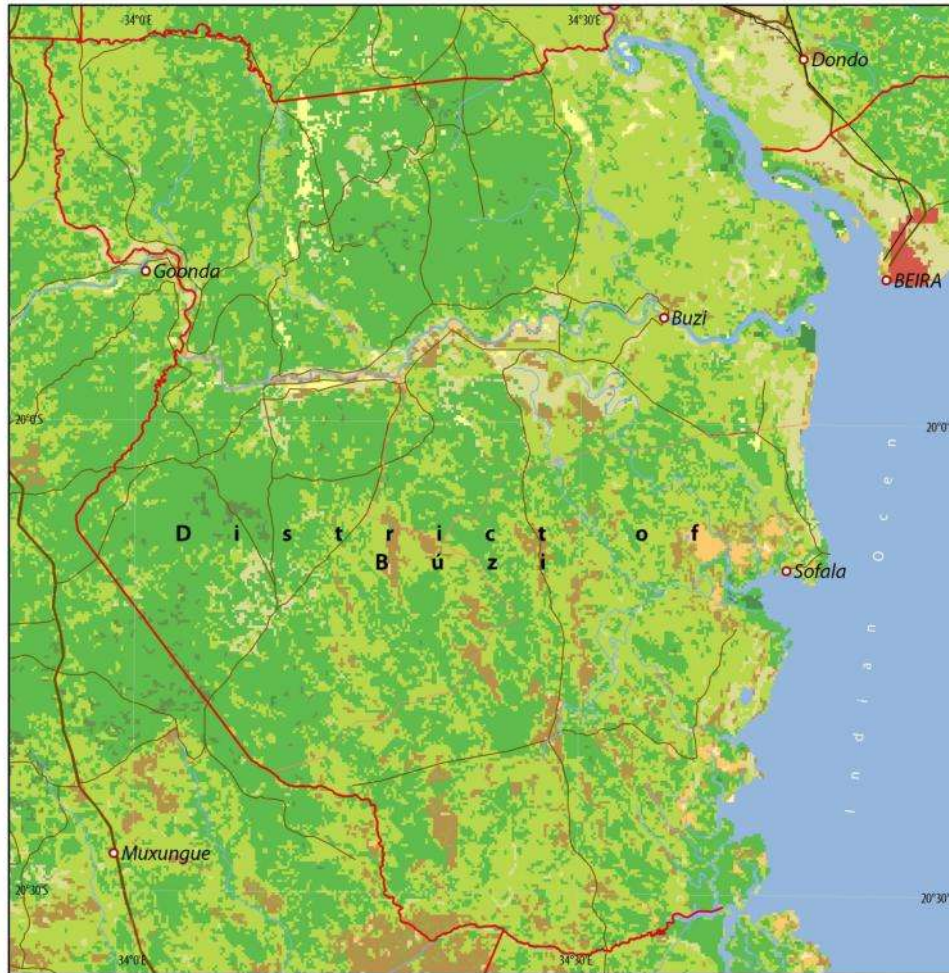 34°0'E
34°30'E
Dondo
Goonda
BEIRA
Buzi
20°0'S
20°0'
District of
Búzi
Sofala
Indian Ocen
Muxungue
20°30'S
20°30'
34°0'E
34°30'E